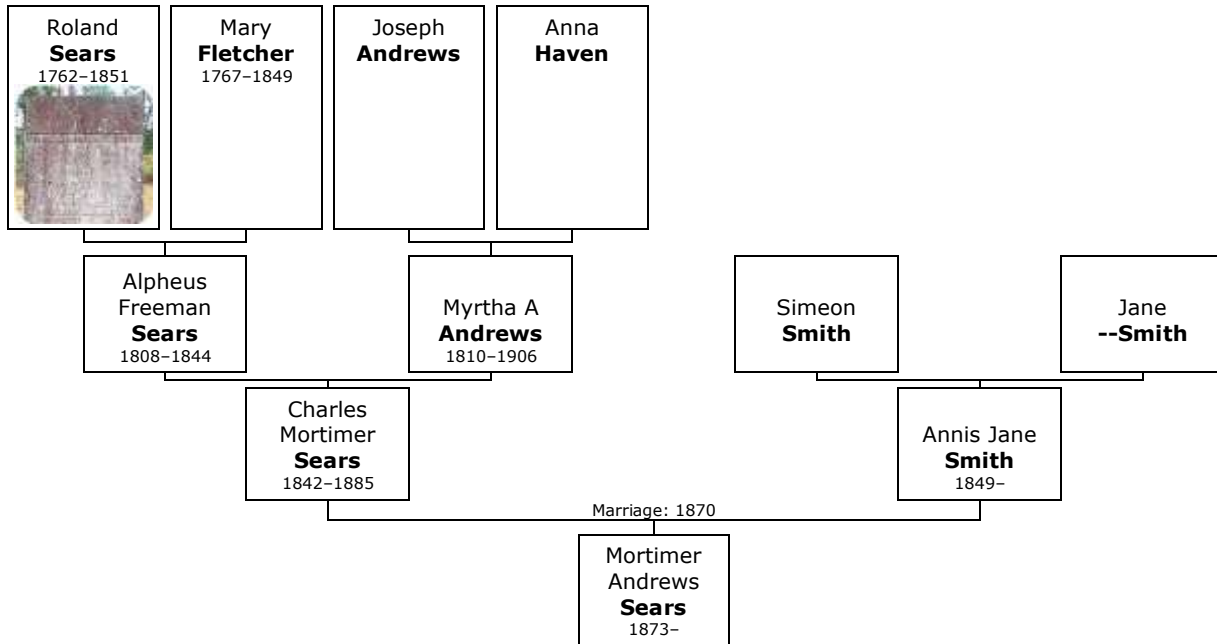 Roland
Sears
1762–1851
Mary
Fletcher
1767–1849
Joseph
Andrews
Anna
Haven
Alpheus
Freeman
Sears
1808–1844
Myrtha A
Andrews
1810–1906
Simeon
Smith
Jane
--Smith
Charles
Mortimer
Sears
1842–1885
Annis Jane
Smith
1849–
Marriage: 1870
Mortimer
Andrews
Sears
1873–